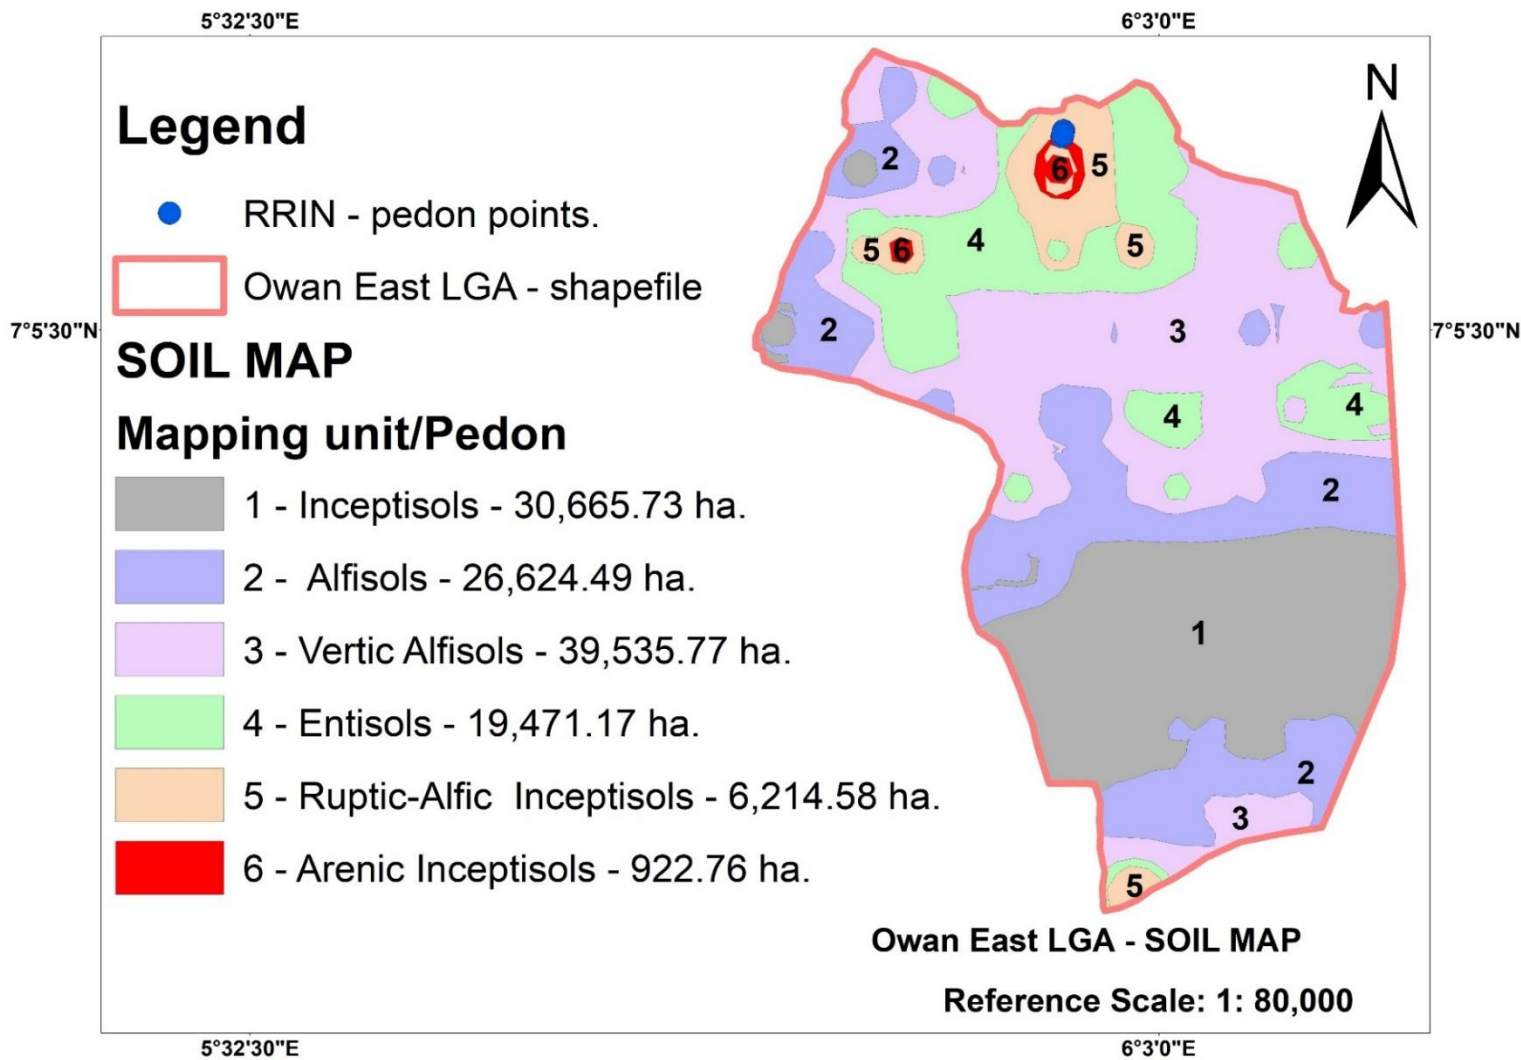 5°32'30"E
6°3'0"E
N
Legend
RRIN - pedon points.
Owan East LGA - shapefile
7°5'30"N
7°5'30"N
SOIL MAP
Mapping unit/Pedon
1 - Inceptisols - 30,665.73 ha.
2 - Alfisols - 26,624.49 ha.
3 - Vertic Alfisols - 39,535.77 ha.
4 - Entisols - 19,471.17 ha.
5 - Ruptic-Alfic Inceptisols - 6,214.58 ha.
6 - Arenic Inceptisols - 922.76 ha.
2
6
5
4
5
6
5
2
3
4
4
2
1
2
3
5
Owan East LGA - SOIL MAP
Reference Scale: 1: 80,000
5°32'30"E
6°3'0"E